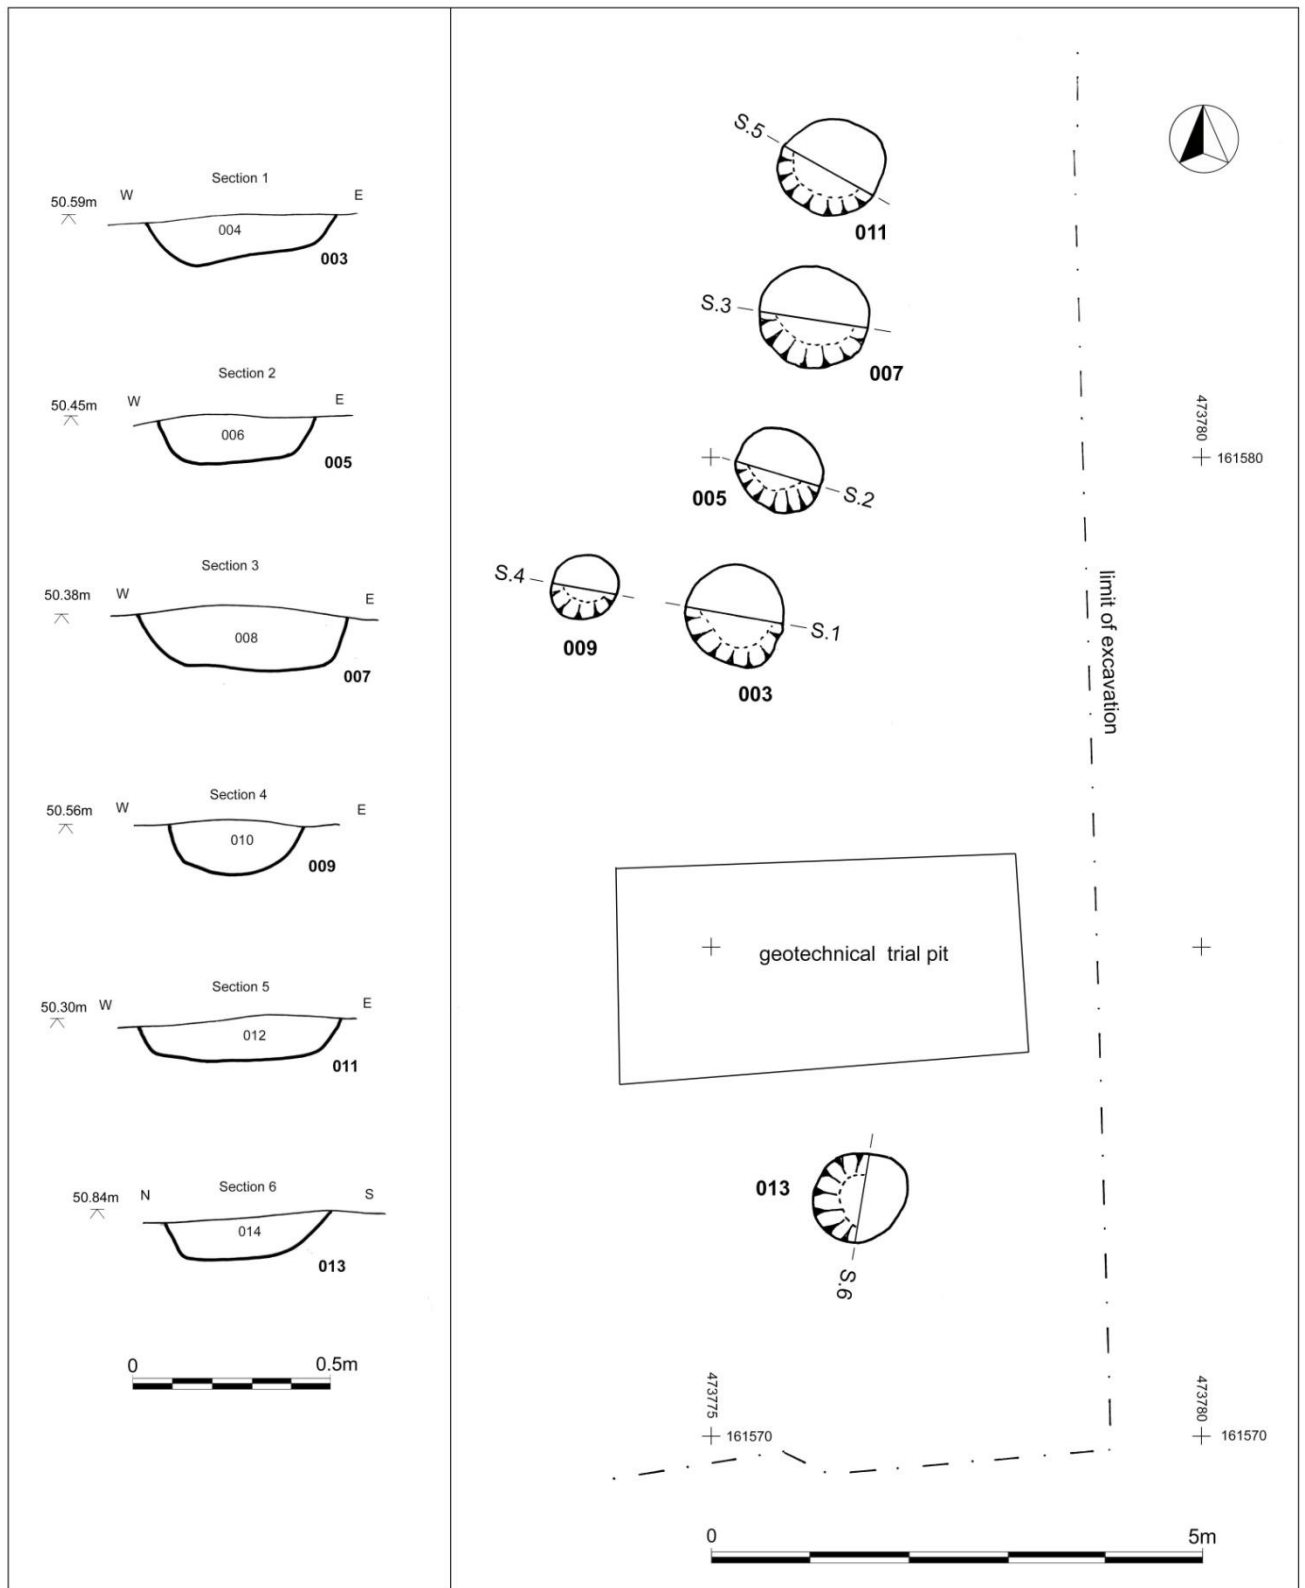 Section 1
W E
50.59m
004
003
Section 2
W E
50.45m
006
005
Section 3
W E
50.38m
008
007
Section 4
W E
50.56m
010
009
Section 5
W E
50.30m
012
011
Section 6
N S
50.84m
014
013
0 0.5m
S.5
011
S.3
007
005
S.2
473780
161580
S.4
009
S.1
003
limit of excavation
geotechnical trial pit
013
S.6
473775
161570
473780
161570
0 5m